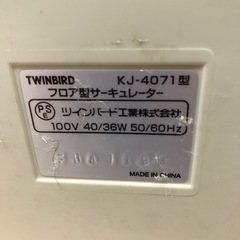 TWINBIRD KJ-4071型
フロア型サーキュレーター
PSE ツインバード工業株式会社
100V 40/36W 50/60Hz
MADE IN CHINA